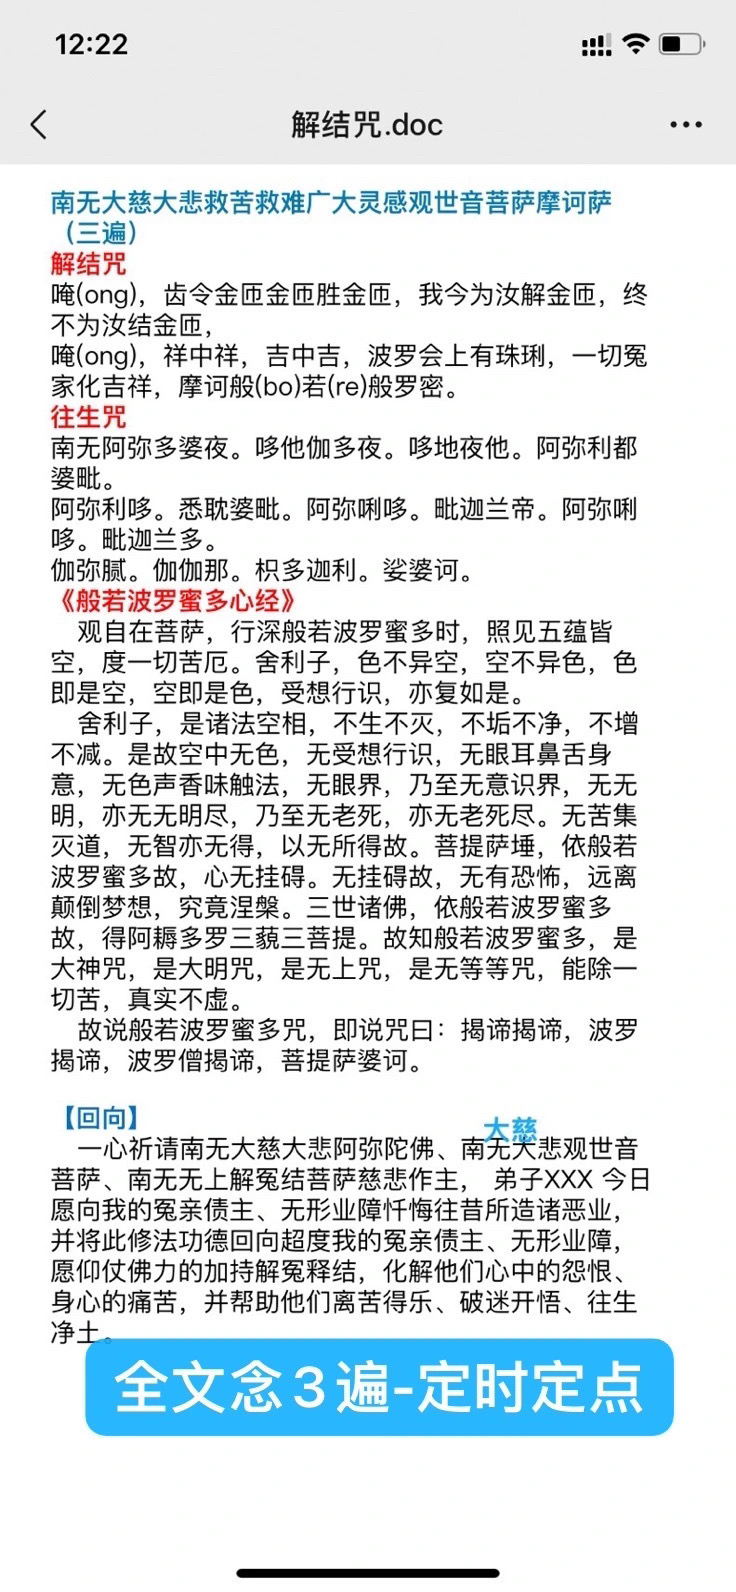 12:22
解结咒.doc
南无大慈大悲救苦救难广大灵感观世音菩萨摩诃萨
（三遍）
解结咒
唵(ong)，齿令金匝金匝胜金匝，我今为汝解金匝，终
不为汝结金匝，
唵(ong)，祥中祥，吉中吉，波罗会上有珠琍，一切冤
家化吉祥，摩诃般(bo)若(re)般罗密。
往生咒
南无阿弥多婆夜。哆他伽多夜。哆地夜他。阿弥利都
婆毗。
阿弥利哆。悉耽婆毗。阿弥唎哆。毗迦兰帝。阿弥唎
哆。毗迦兰多。
伽弥腻。伽伽那。枳多迦利。娑婆诃。
《般若波罗蜜多心经》
观自在菩萨，行深般若波罗蜜多时，照见五蕴皆
空，度一切苦厄。舍利子，色不异空，空不异色，色
即是空，空即是色，受想行识，亦复如是。
舍利子，是诸法空相，不生不灭，不垢不净，不增
不减。是故空中无色，无受想行识，无眼耳鼻舌身
意，无色声香味触法，无眼界，乃至无意识界，无无
明，亦无无明尽，乃至无老死，亦无老死尽。无苦集
灭道，无智亦无得，以无所得故。菩提萨埵，依般若
波罗蜜多故，心无挂碍。无挂碍故，无有恐怖，远离
颠倒梦想，究竟涅槃。三世诸佛，依般若波罗蜜多
故，得阿耨多罗三藐三菩提。故知般若波罗蜜多，是
大神咒，是大明咒，是无上咒，是无等等咒，能除一
切苦，真实不虚。
故说般若波罗蜜多咒，即说咒曰：揭谛揭谛，波罗
揭谛，波罗僧揭谛，菩提萨婆诃。
【回向】
大慈
一心祈请南无大慈大悲阿弥陀佛、南无大悲观世音
菩萨、南无无上解冤结菩萨慈悲作主， 弟子XXX 今日
愿向我的冤亲债主、无形业障忏悔往昔所造诸恶业，
并将此修法功德回向超度我的冤亲债主、无形业障，
愿仰仗佛力的加持解冤释结，化解他们心中的怨恨、
身心的痛苦，并帮助他们离苦得乐、破迷开悟、往生
净土。
全文念3遍-定时定点